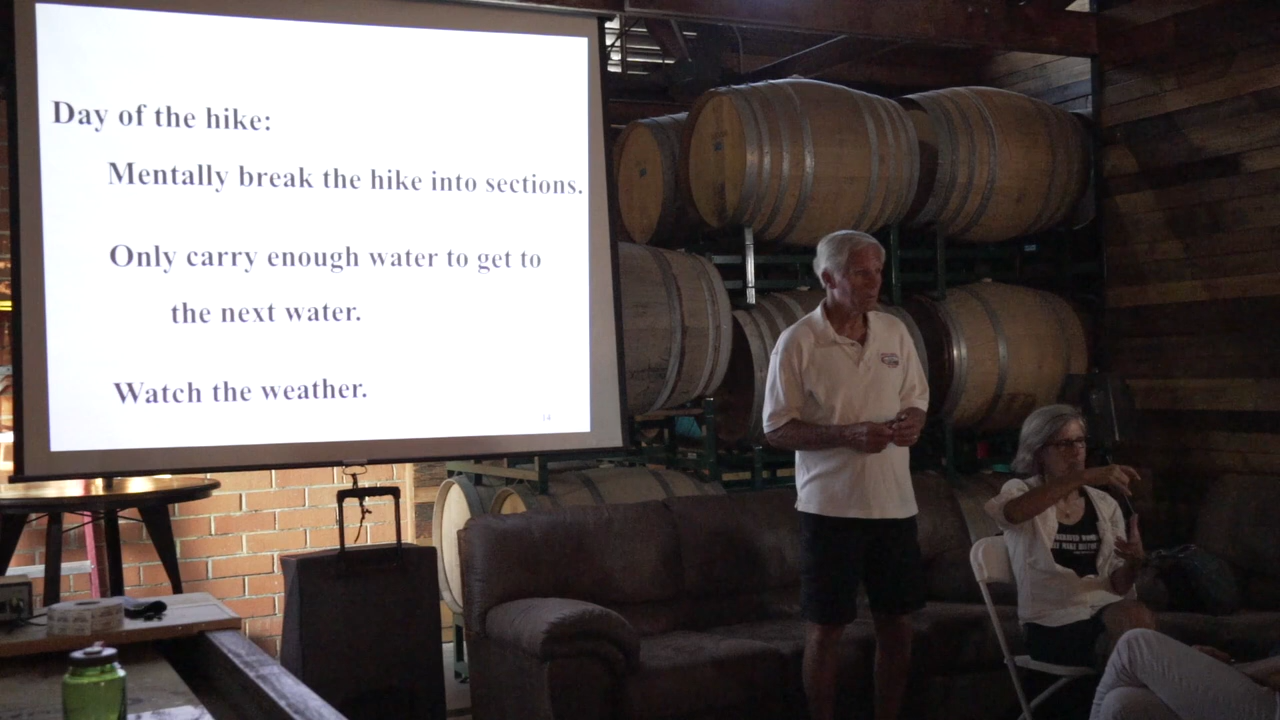 Day of the hike:
Mentally break the hike into sections.
Only carry enough water to get to
the next water.
Watch the weather.
14